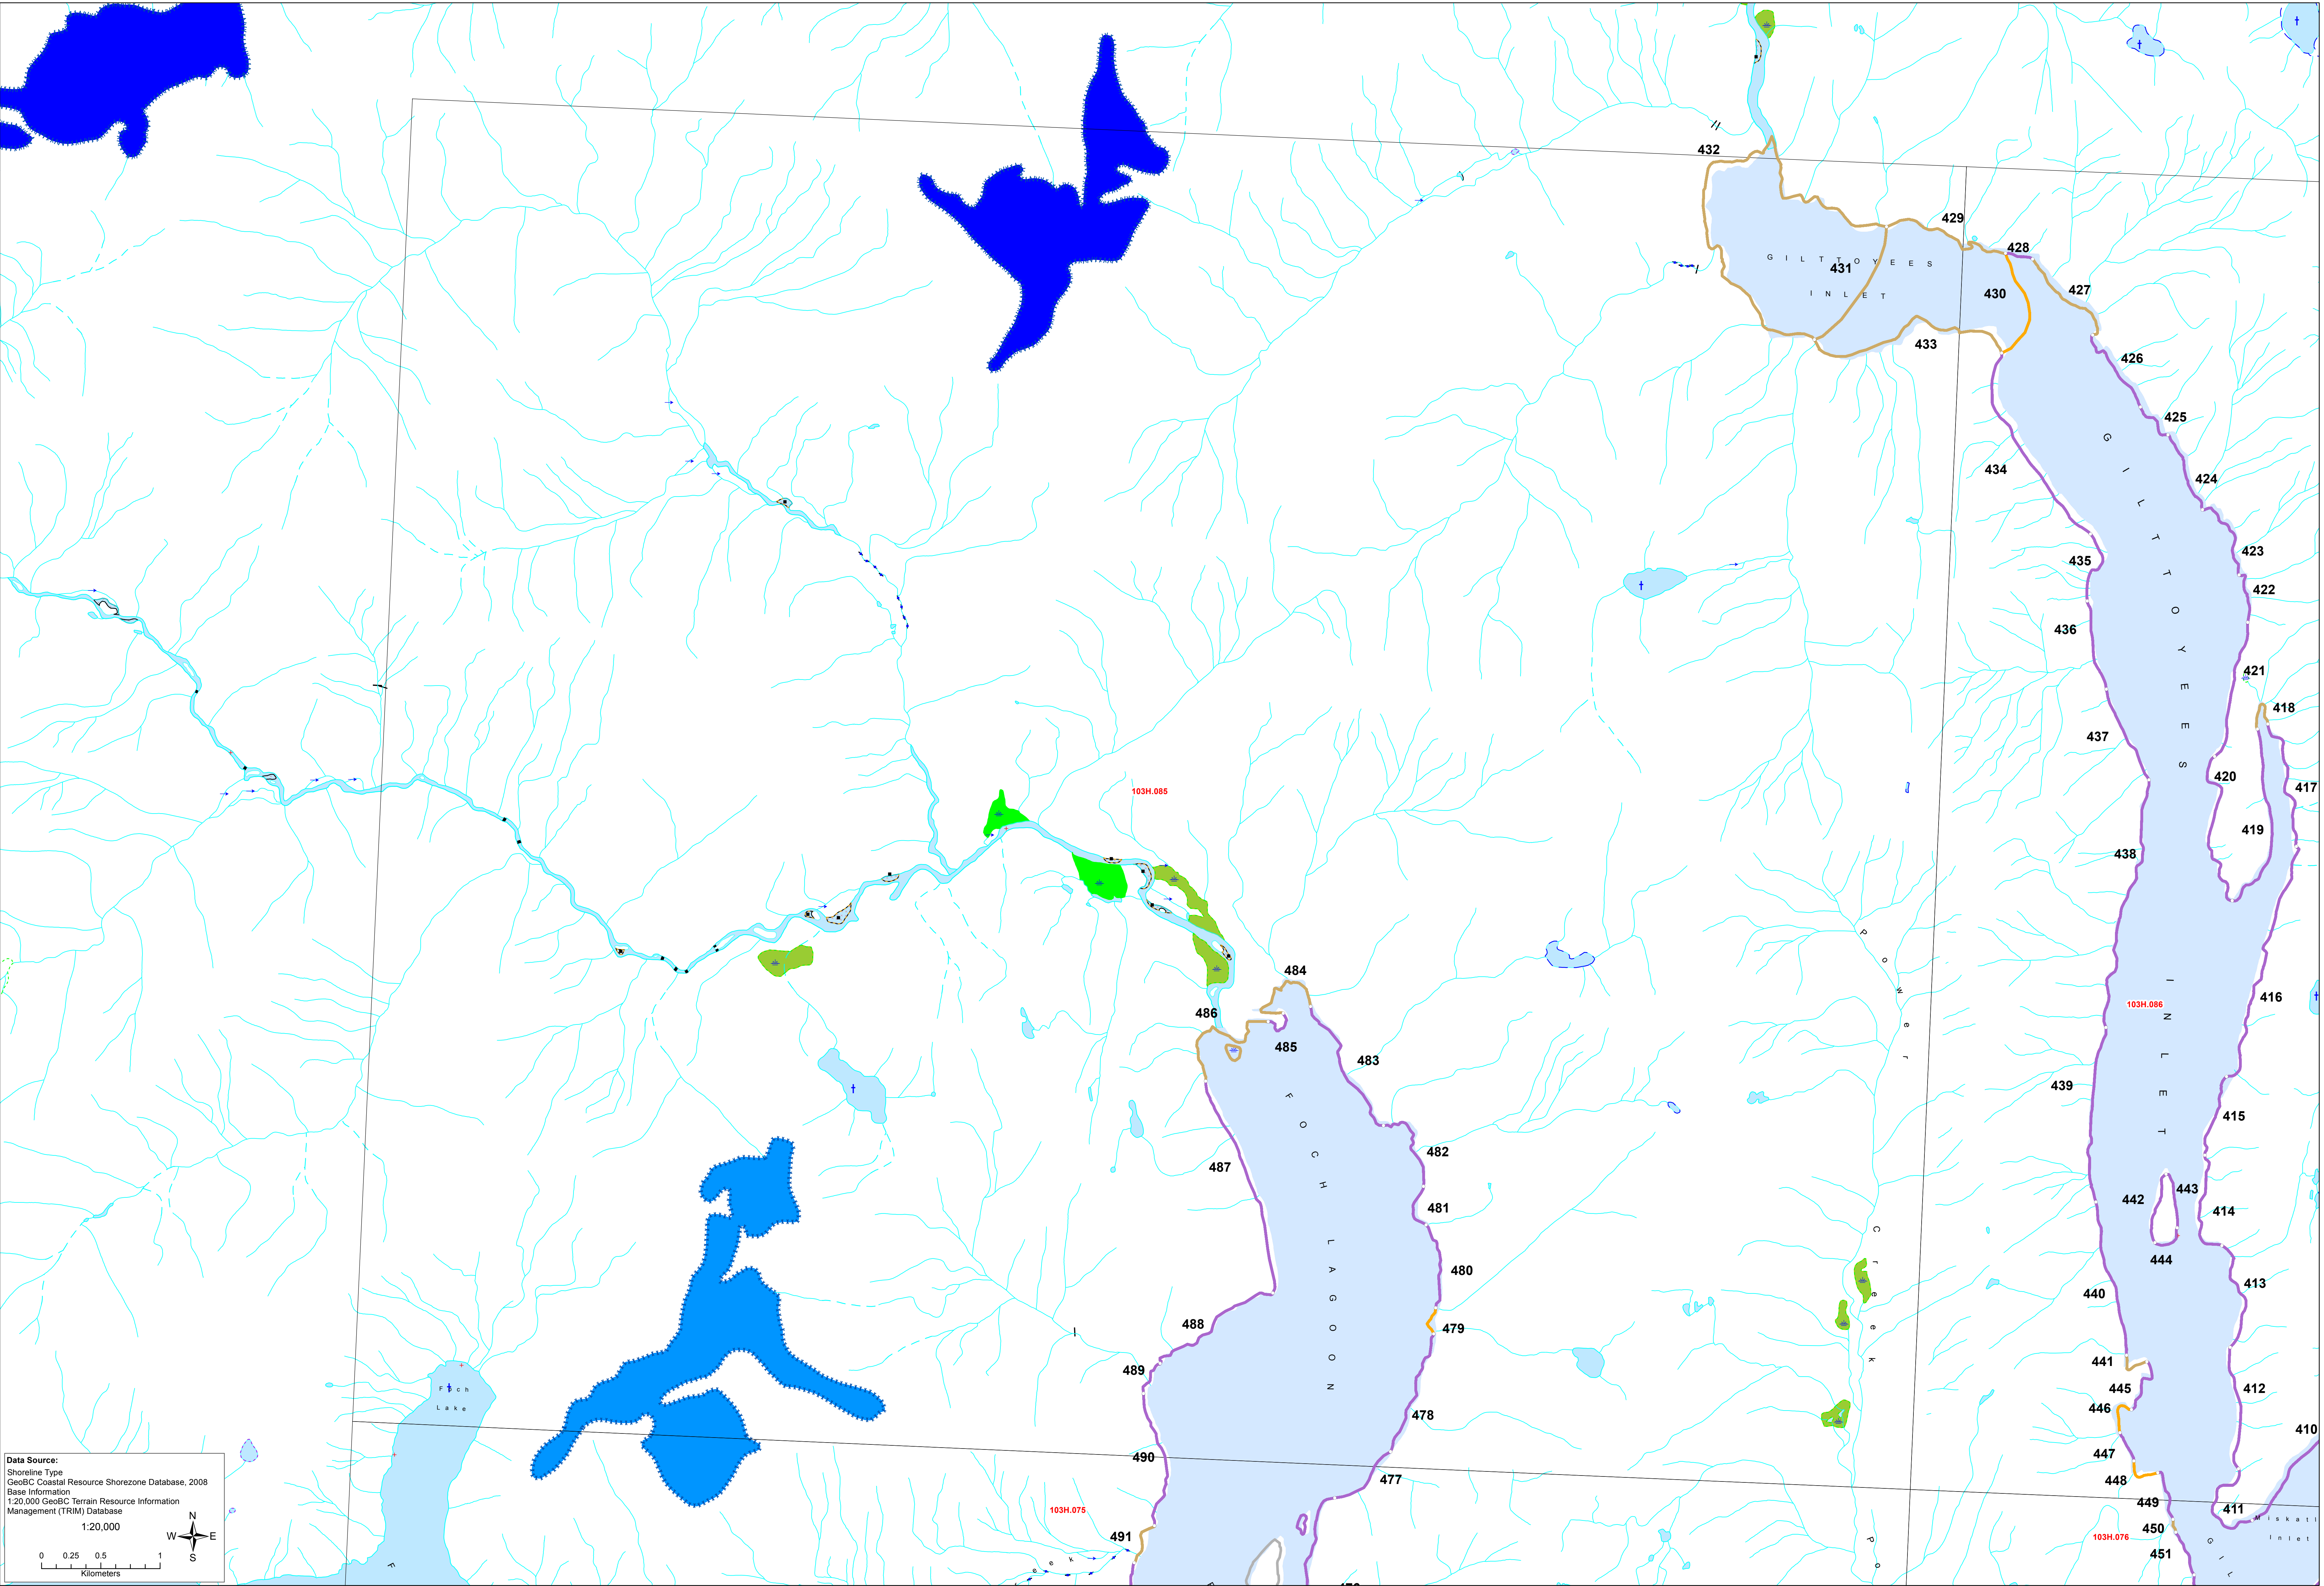 432
429
428
GILTTOYEES
431
INLET
430
427
433
426
425
GILTTOYEES
434
424
435
423
422
436
421
418
437
420
417
103H.085
419
438
Power
484
INLET
416
103H.086
486
485
483
439
FOCH
415
482
487
442
443
481
414
Creek
LAGOON
480
444
413
440
488
479
441
489
Foch
Lake
445
412
446
478
410
447
490
477
448
449
411
103H.075
Miskatl
Inlet
491
450
103H.076
GIL
451
e k
F
Po
Data Source:
Shoreline Type
GeoBC Coastal Resource Shorezone Database, 2008
Base Information
1:20,000 GeoBC Terrain Resource Information
Management (TRIM) Database
1:20,000
N
W E
S
0 0.25 0.5 1
Kilometers